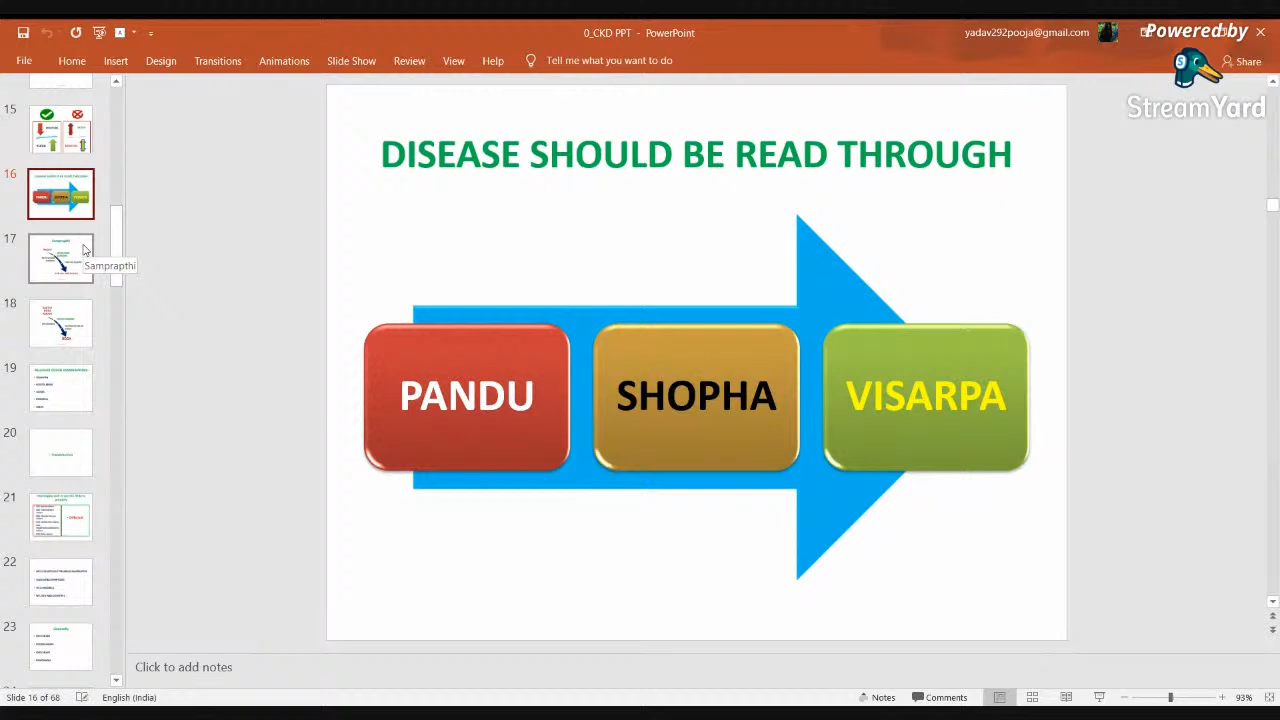 0_CKD PPT - PowerPoint
yadav292pooja@gmail.com
Powered by
StreamYard
File Home Insert Design Transitions Animations Slide Show Review View Help Tell me what you want to do
Share
15
16
17
Samprapthi
Samprapthi
18
19
20
21
22
23
DISEASE SHOULD BE READ THROUGH
PANDU
SHOPHA
VISARPA
Click to add notes
Slide 16 of 68
English (India)
Notes
Comments
93%